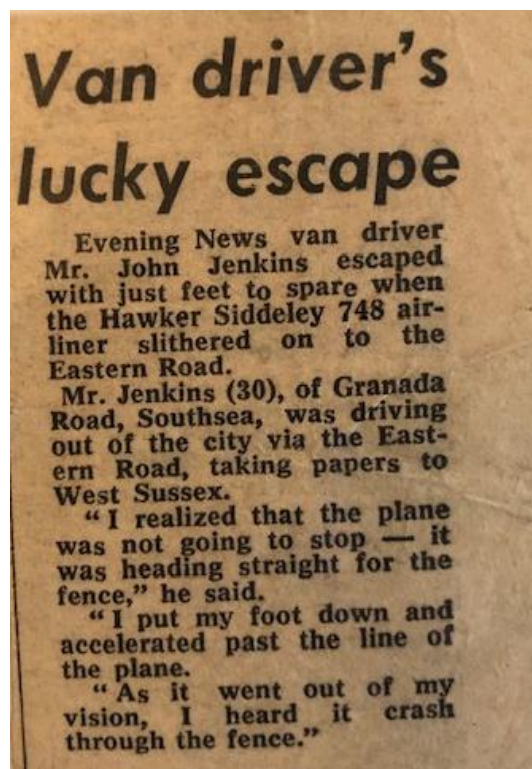 Van driver's
lucky escape
Evening News van driver
Mr. John Jenkins escaped
with just feet to spare when
the Hawker Siddeley 748 air-
liner slithered on to the
Eastern Road.
Mr. Jenkins (30), of Granada
Road, Southsea, was driving
out of the city via the East-
ern Road, taking papers to
West Sussex.
“I realized that the plane
was not going to stop — it
was heading straight for the
fence,” he said.
“I put my foot down and
accelerated past the line of
the plane.
“As it went out of my
vision, I heard it crash
through the fence.”